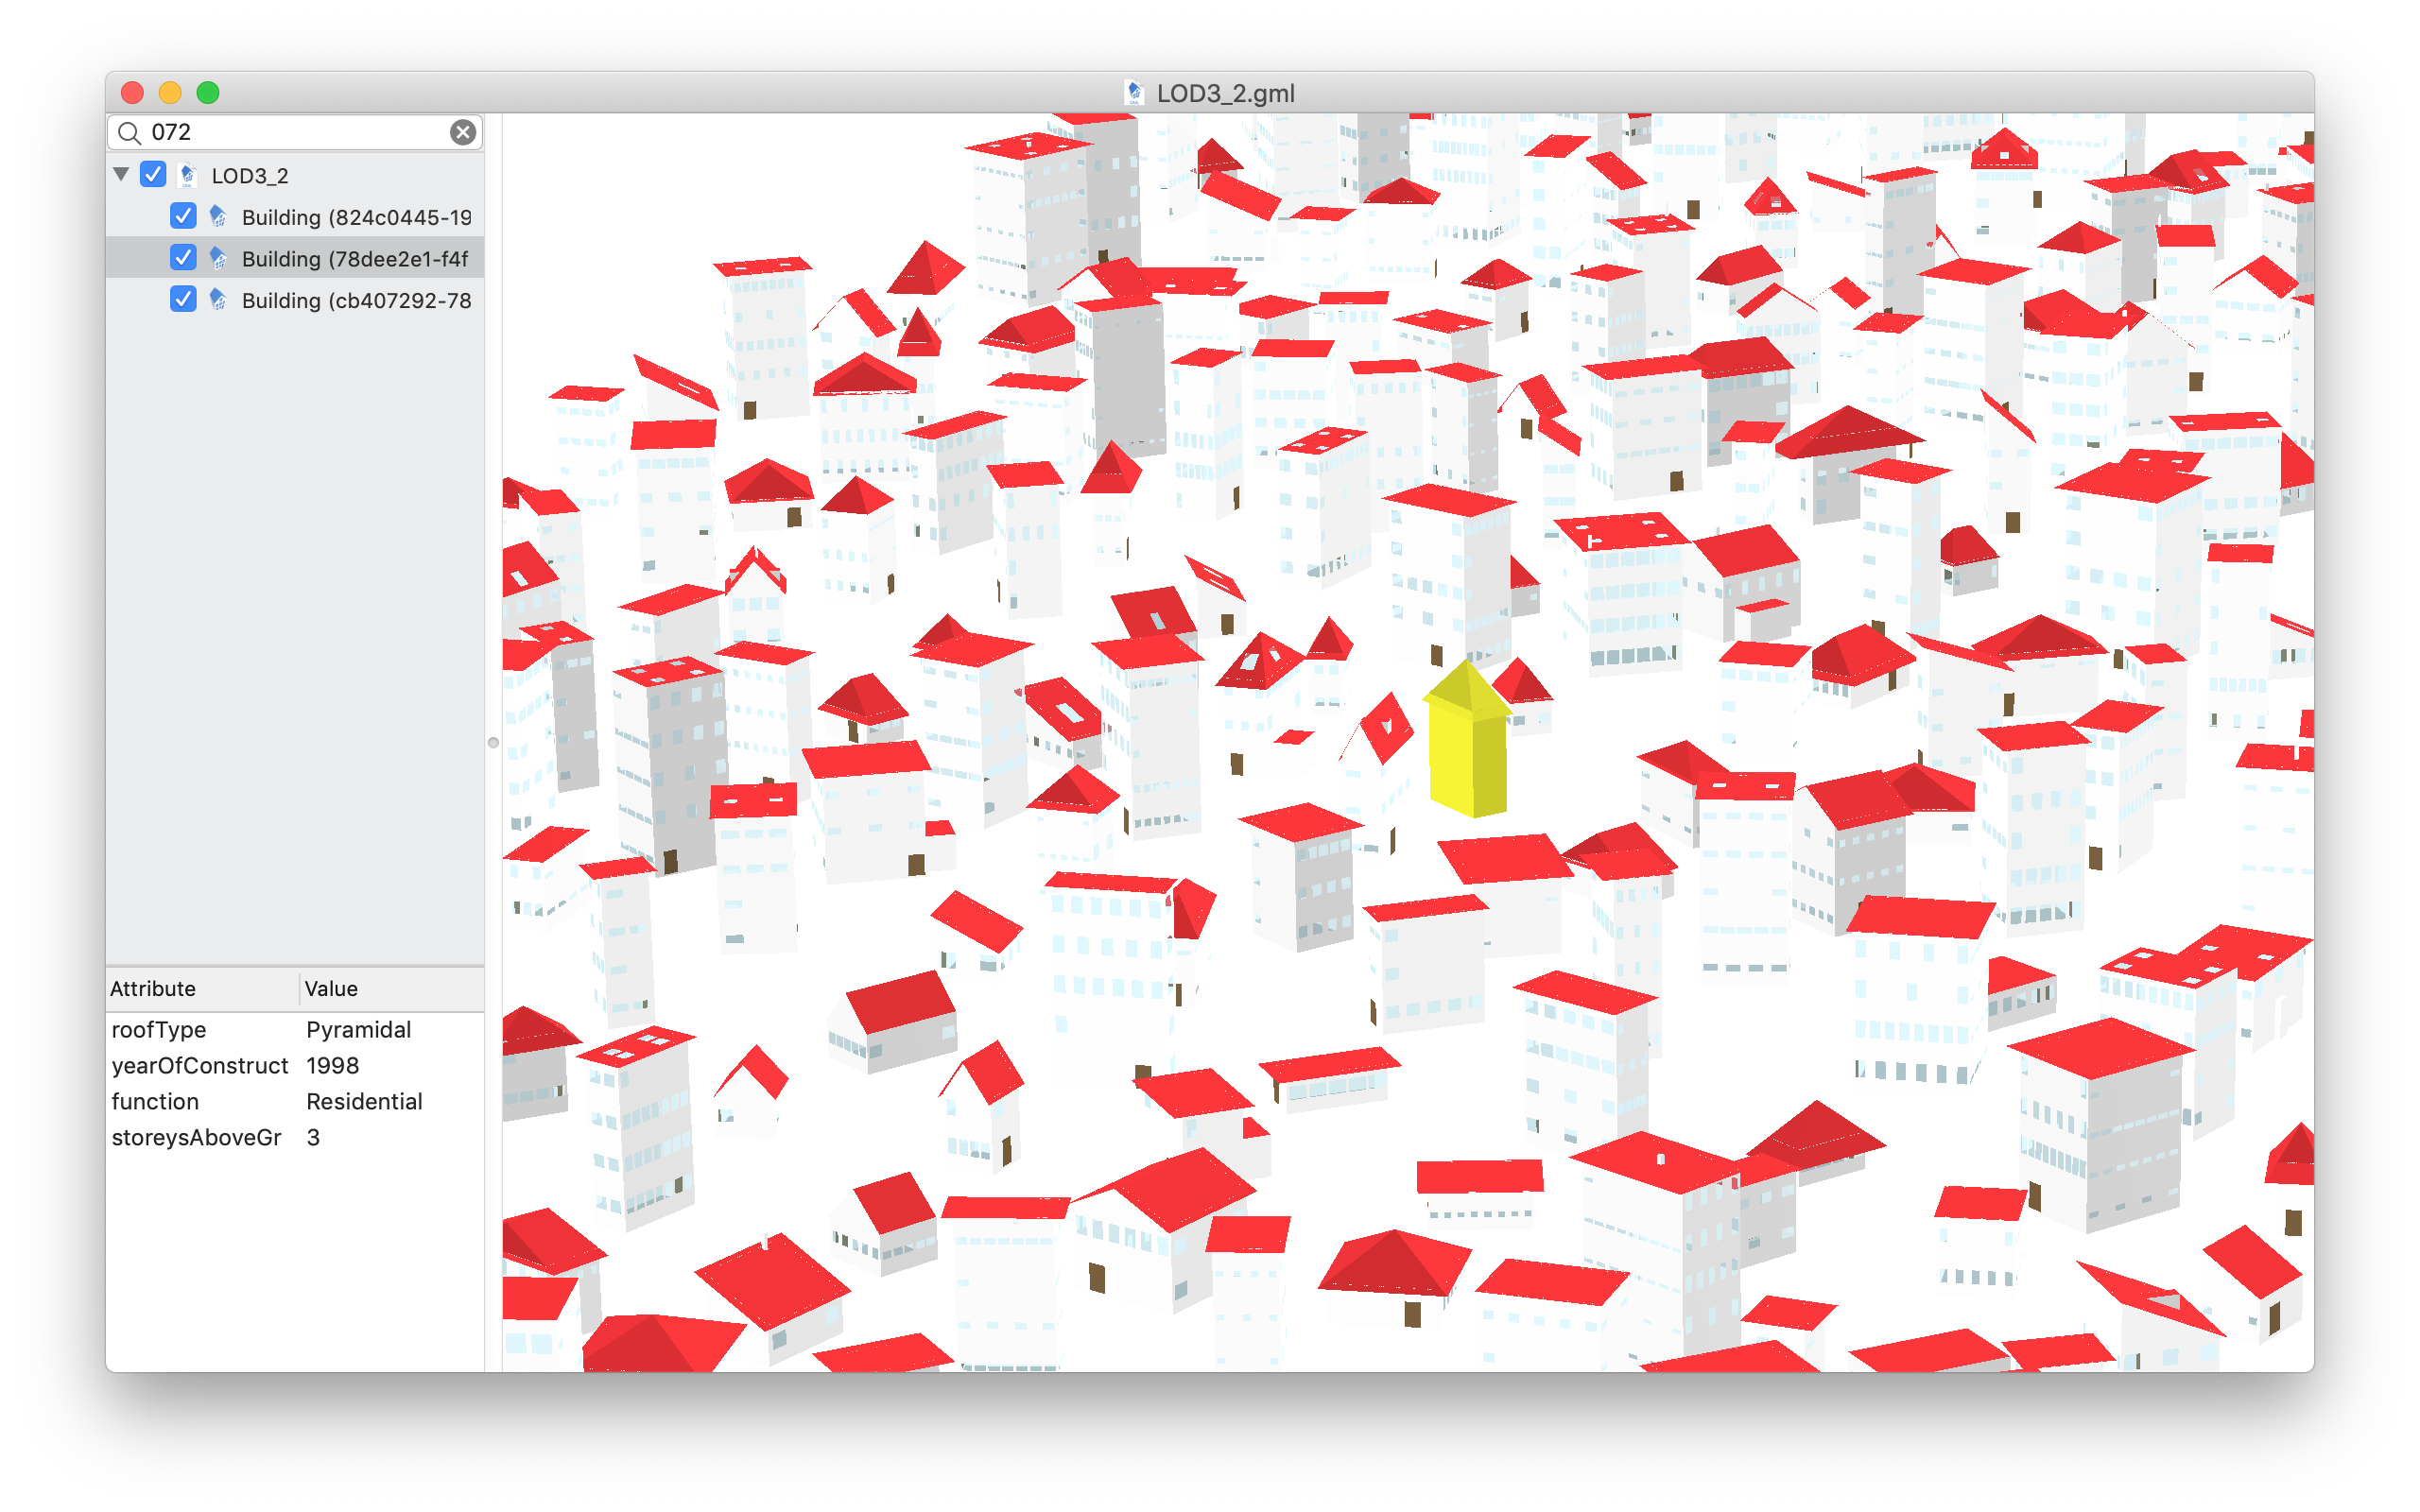 LOD3_2.gml
072
LOD3_2
Building (824c0445-19
Building (78dee2e1-f4f
Building (cb407292-78
Attribute Value
roofType Pyramidal
yearOfConstruct 1998
function Residential
storeysAboveGr 3